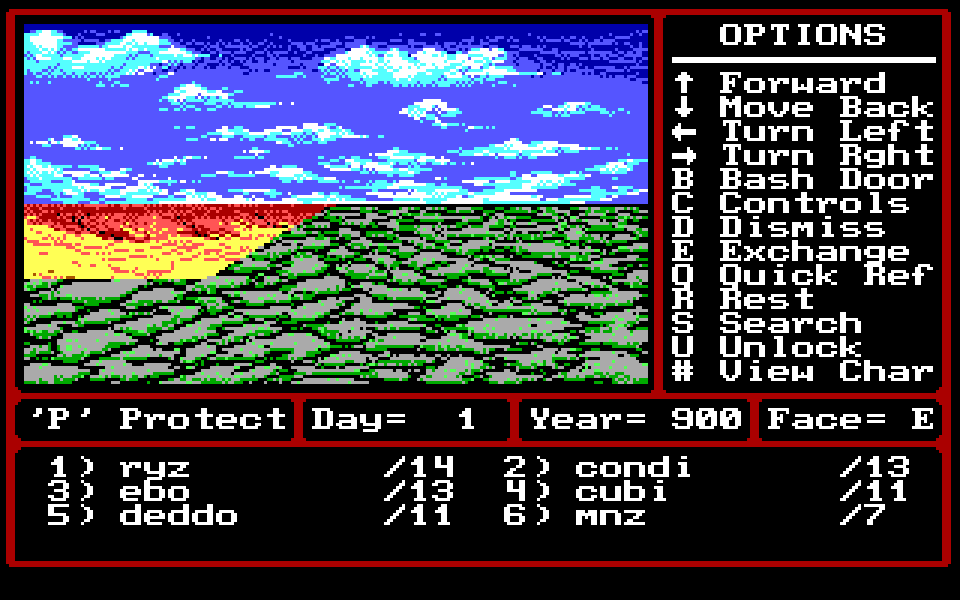 OPTIONS
↑ Forward
↓ Move Back
← Turn Left
→ Turn Rght
B Bash Door
C Controls
D Dismiss
E Exchange
Q Quick Ref
R Rest
S Search
U Unlock
# View Char
'P' Protect Day= 1 Year= 900 Face= E
1) ryz /14 2) condi /13
3) ebo /13 4) cubi /11
5) deddo /11 6) mnz /7